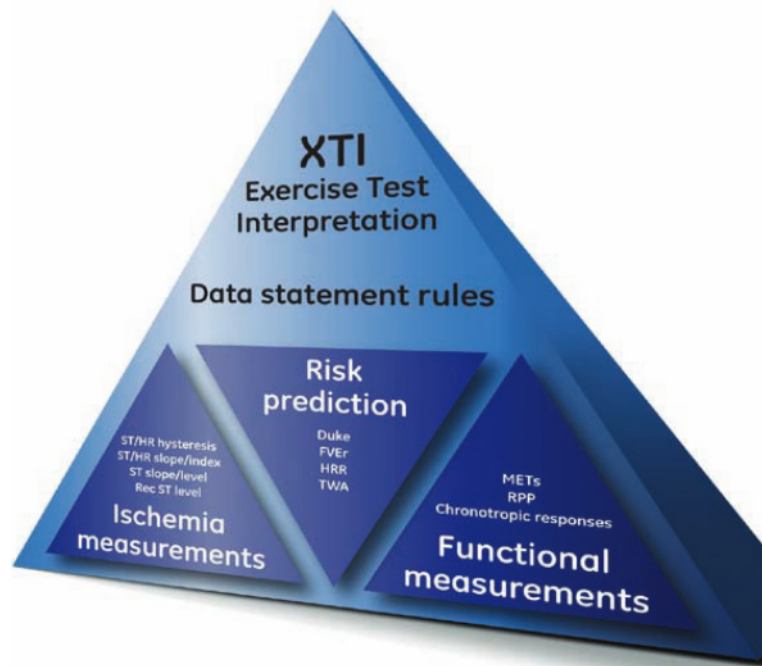 XTI
Exercise Test
Interpretation
Data statement rules
Risk
prediction
Duke
FVEr
HRR
TWA
ST/HR hysteresis
ST/HR slope/index
ST slope/level
Rec ST level
Ischemia
measurements
METs
RPP
Chronotropic responses
Functional
measurements